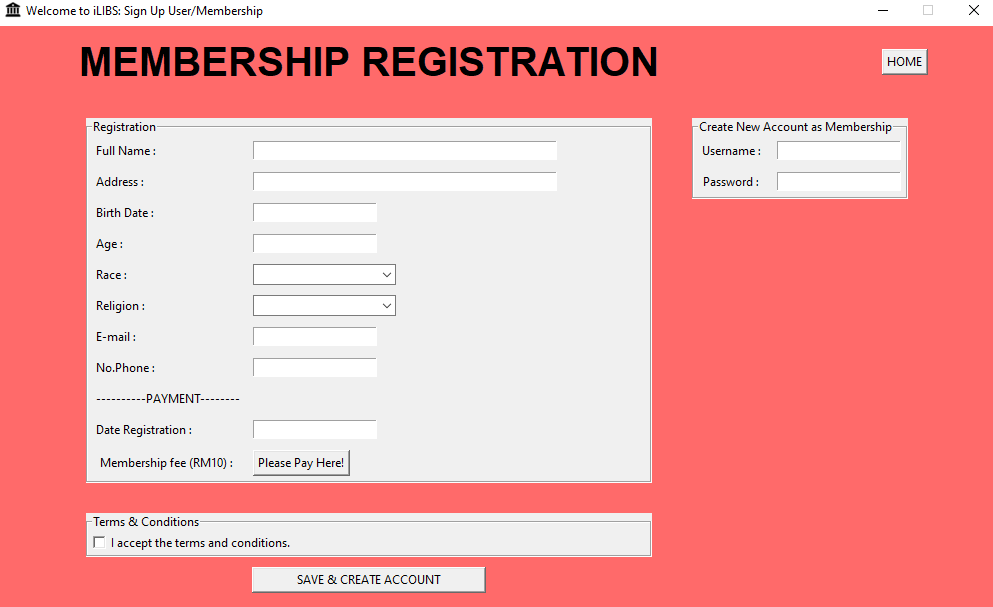 Welcome to iLIBS: Sign Up User/Membership
MEMBERSHIP REGISTRATION
HOME
Registration
Full Name :
Address :
Birth Date :
Age :
Race :
Religion :
E-mail :
No.Phone :
----------PAYMENT--------
Date Registration :
Membership fee (RM10) :
Please Pay Here!
Create New Account as Membership
Username :
Password :
Terms & Conditions
I accept the terms and conditions.
SAVE & CREATE ACCOUNT